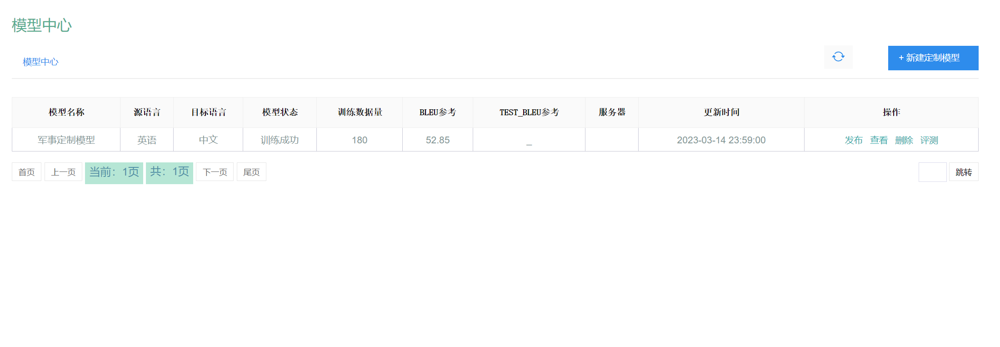 模型中心
模型中心
+ 新建定制模型
模型名称 源语言 目标语言 模型状态 训练数据量 BLEU参考 TEST_BLEU参考 服务器 更新时间 操作
军事定制模型 英语 中文 训练成功 180 52.85 _ 2023-03-14 23:59:00 发布 查看 删除 评测
首页 上一页 当前：1页 共：1页 下一页 尾页 跳转